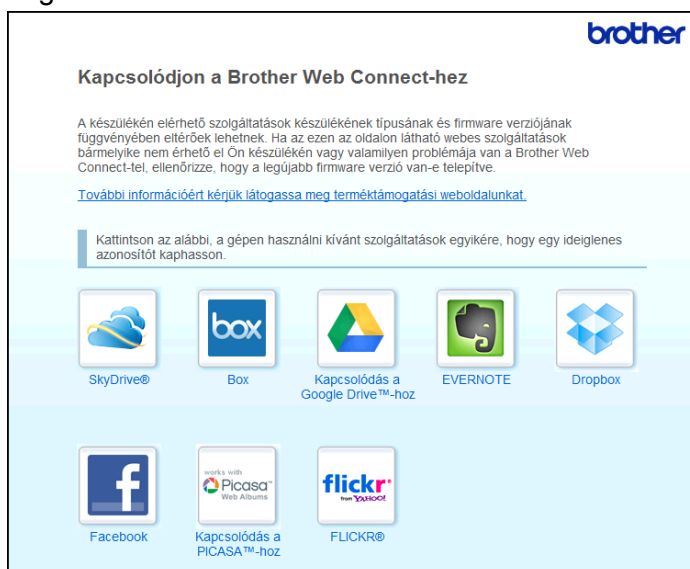 brother
Kapcsolódjon a Brother Web Connect-hez
A készülékén elérhető szolgáltatások készülékének típusának és firmware verziójának
függvényében eltérőek lehetnek. Ha az ezen az oldalon látható webes szolgáltatások
bármelyike nem érhető el Ön készülékén vagy valamilyen problémája van a Brother Web
Connect-tel, ellenőrizze, hogy a legújabb firmware verzió van-e telepítve.
További információért kérjük látogassa meg terméktámogatási weboldalunkat.
Kattintson az alábbi, a gépen használni kívánt szolgáltatások egyikére, hogy egy ideiglenes
azonosítót kaphasson.
box
SkyDrive®
Box
Kapcsolódás a
Google Drive™-hoz
EVERNOTE
Dropbox
f
works with
Picasa™
Web Albums
flickr
from YAHOO!
Facebook
Kapcsolódás a
PICASA™-hoz
FLICKR®